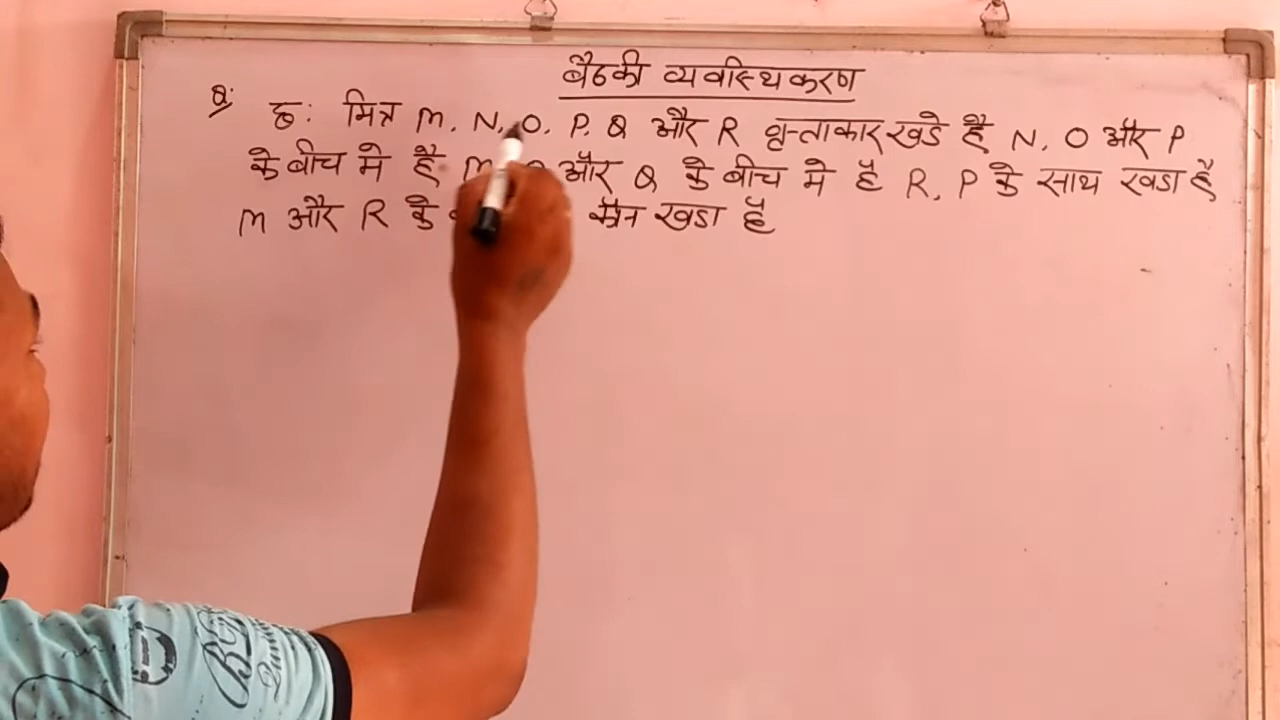 बैठकी व्यवस्थिकरण
Q: छ: मित्र M. N. O. P. Q और R वृत्ताकार खडे है N. O और P
के बीच मे है M और Q के बीच मे है R. P के साथ खडा है
M और R के कौन खडा है